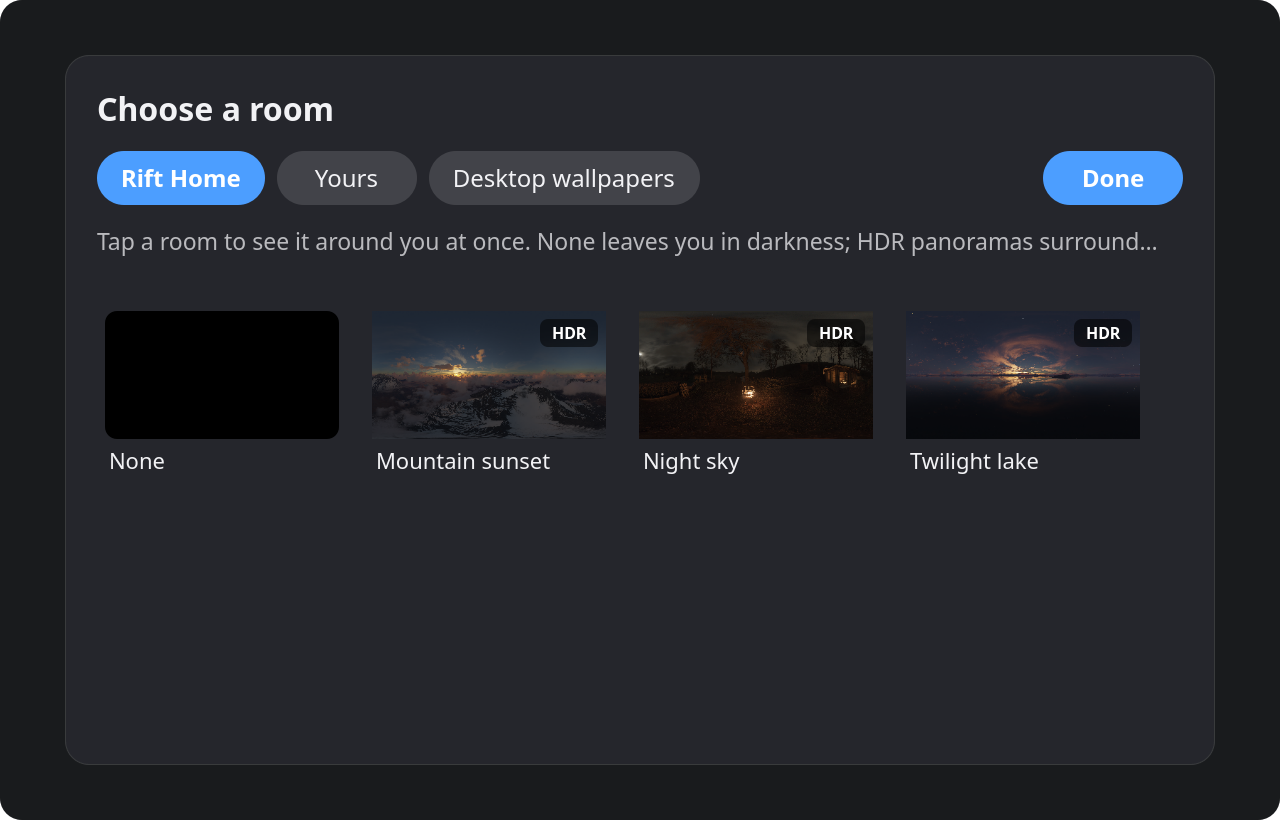 Choose a room
Rift Home
Yours
Desktop wallpapers
Done
Tap a room to see it around you at once. None leaves you in darkness; HDR panoramas surround...
HDR
HDR
HDR
None
Mountain sunset
Night sky
Twilight lake